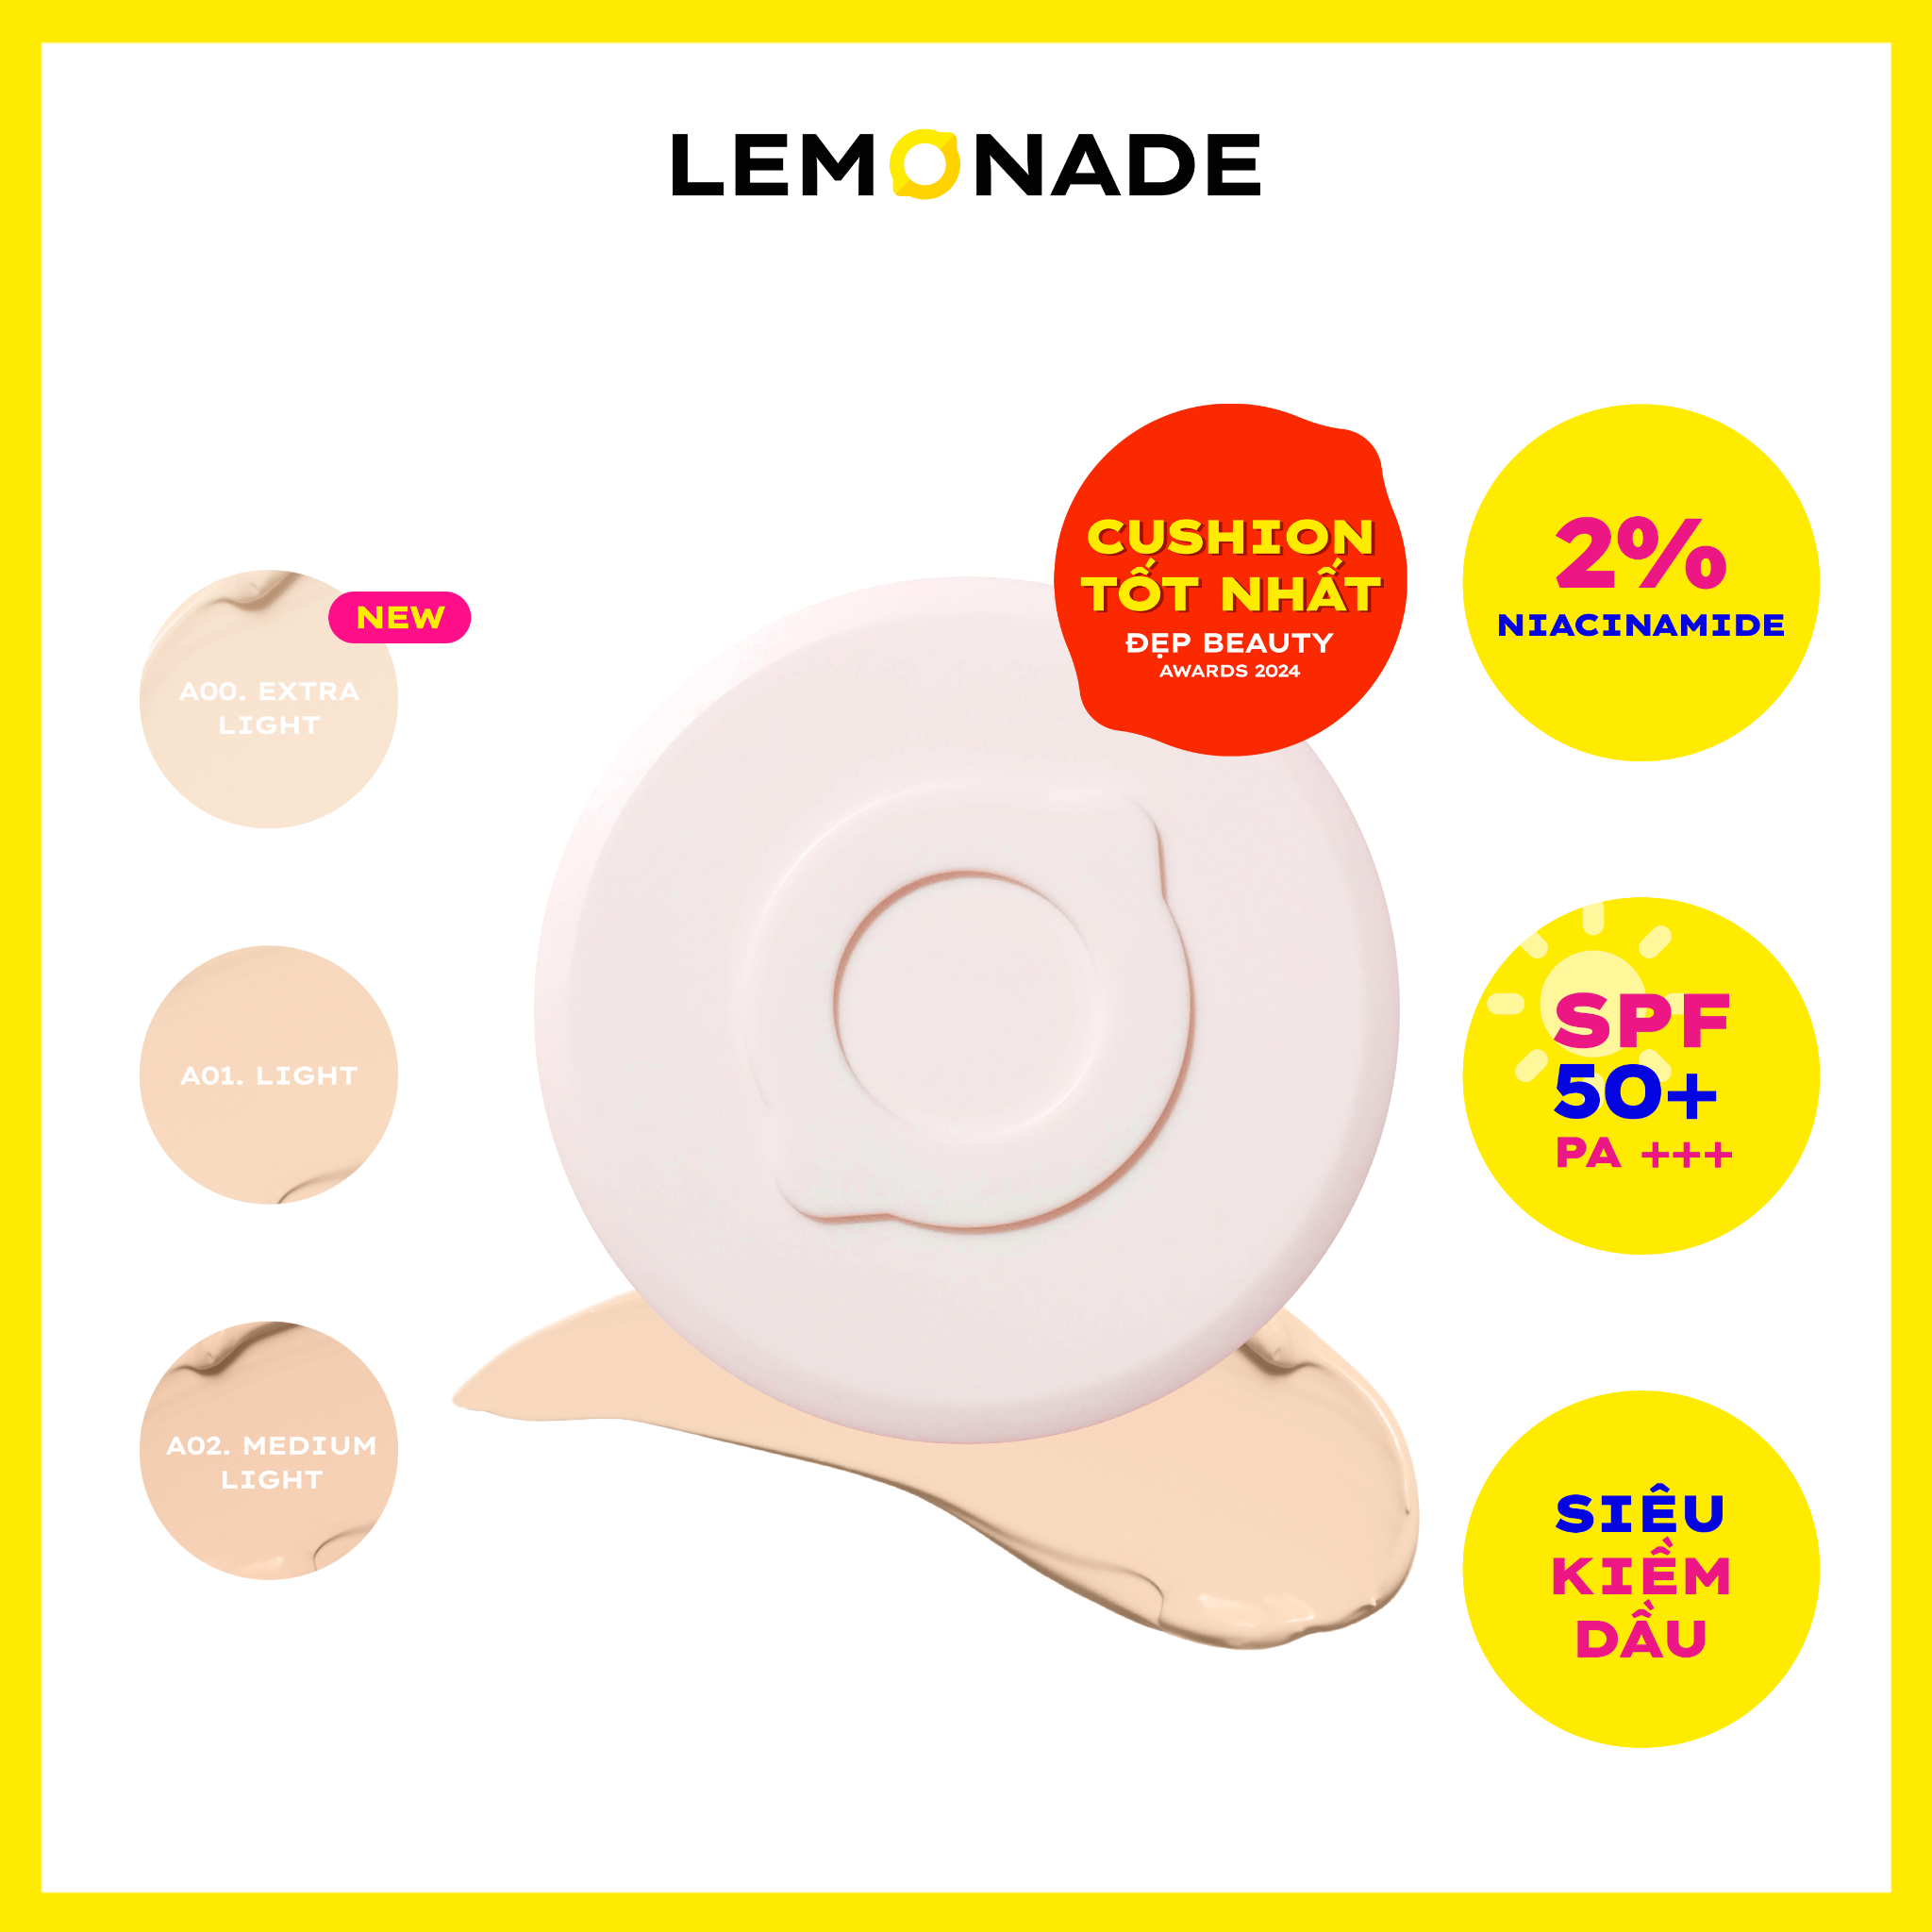 LEMONADE
CUSHION
TỐT NHẤT
ĐẸP BEAUTY
AWARDS 2024
2%
NIACINAMIDE
NEW
A00. EXTRA
LIGHT
A01. LIGHT
SPF
50+
PA +++
A02. MEDIUM
LIGHT
SIÊU
KIỀM
DẦU